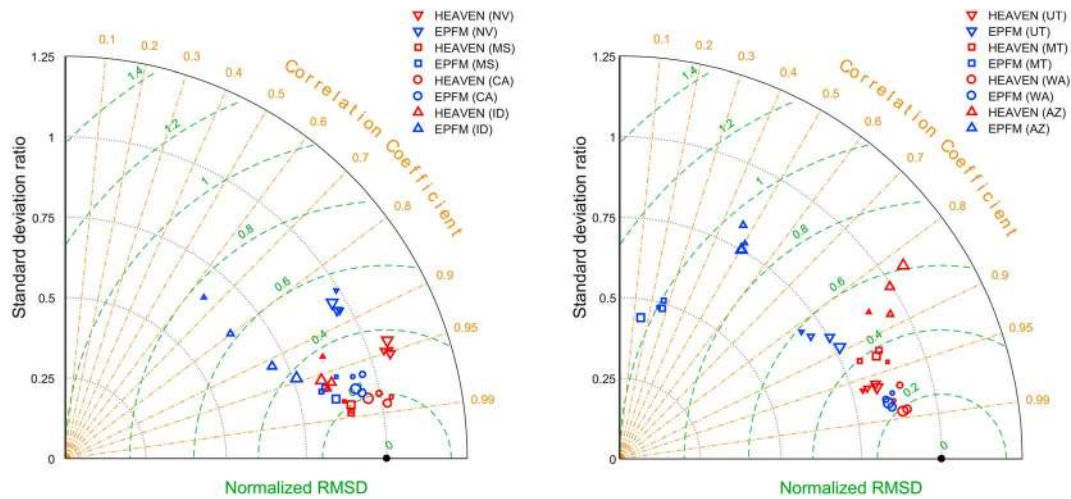 HEAVEN (NV)
EPFM (NV)
HEAVEN (MS)
EPFM (MS)
HEAVEN (CA)
EPFM (CA)
HEAVEN (ID)
EPFM (ID)
Standard deviation ratio
1.25
1
0.75
0.5
0.25
0
0.1
0.2
0.3
0.4
0.5
0.6
0.7
0.8
0.9
0.95
0.99
Correlation Coefficient
1.4
1.2
1
0.8
0.6
0.4
0
Normalized RMSD
HEAVEN (UT)
EPFM (UT)
HEAVEN (MT)
EPFM (MT)
HEAVEN (WA)
EPFM (WA)
HEAVEN (AZ)
EPFM (AZ)
Standard deviation ratio
1.25
1
0.75
0.5
0.25
0
0.1
0.2
0.3
0.4
0.5
0.6
0.7
0.8
0.9
0.95
0.99
Correlation Coefficient
1.4
1.2
1
0.8
0.6
0.4
0.2
0
Normalized RMSD